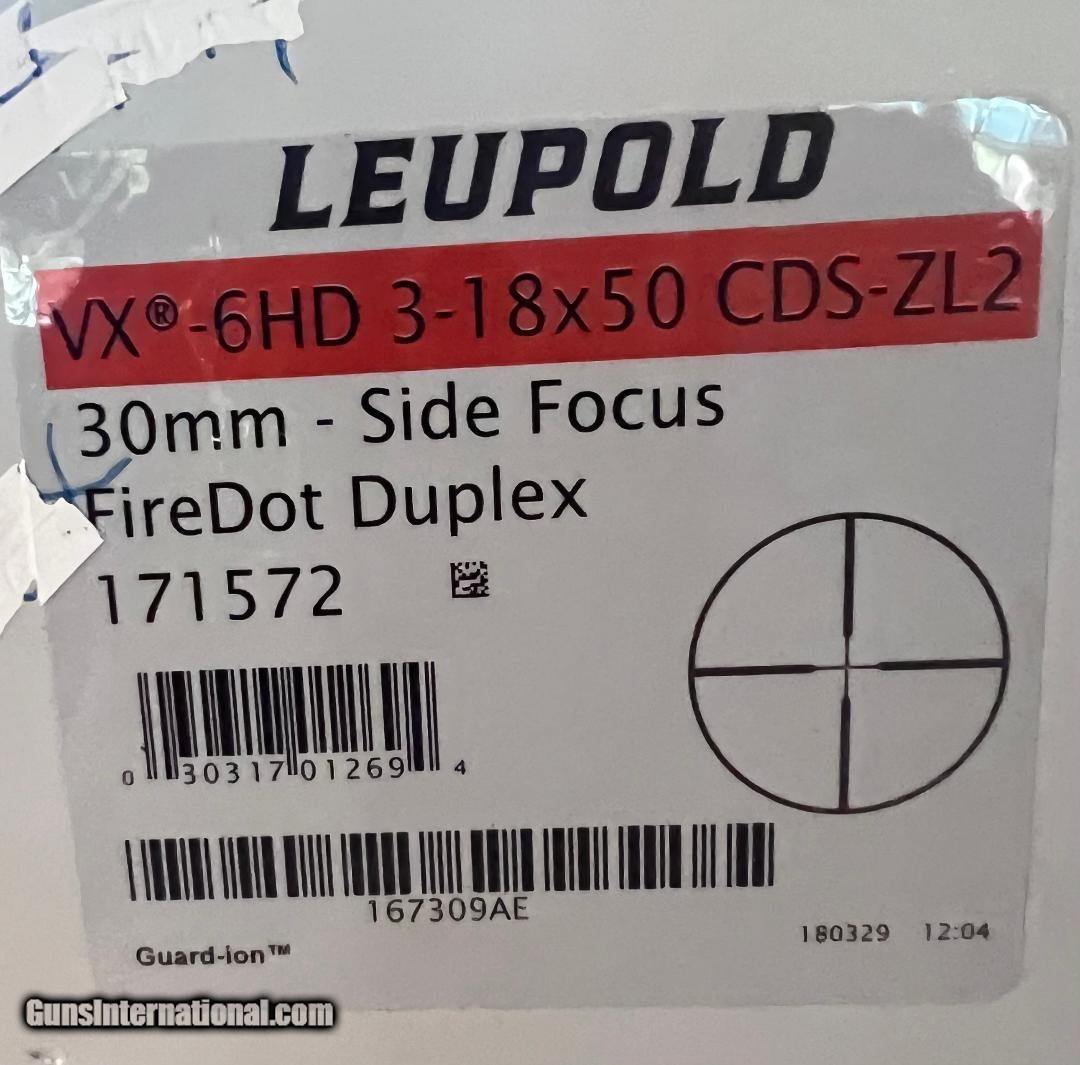 LEUPOLD
VX®-6HD 3-18x50 CDS-ZL2
30mm - Side Focus
FireDot Duplex
171572
0 30317 01269 4
167309AE
180329 12:04
Guard-ion™
GunsInternational.com